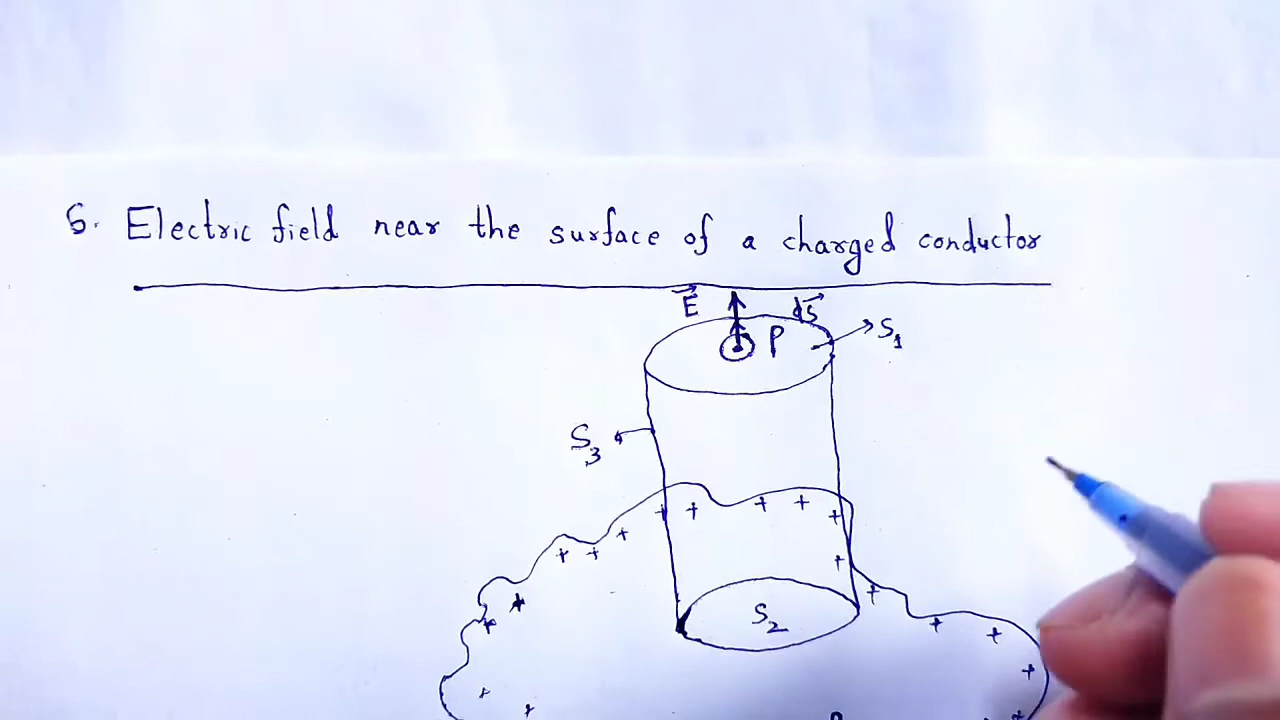 6. Electric field near the surface of a charged conductor
E⃗ dS⃗
P S₁
S₃
+ + + + +
+ + + +
+ +
+ + + +
S₂
+
+ +